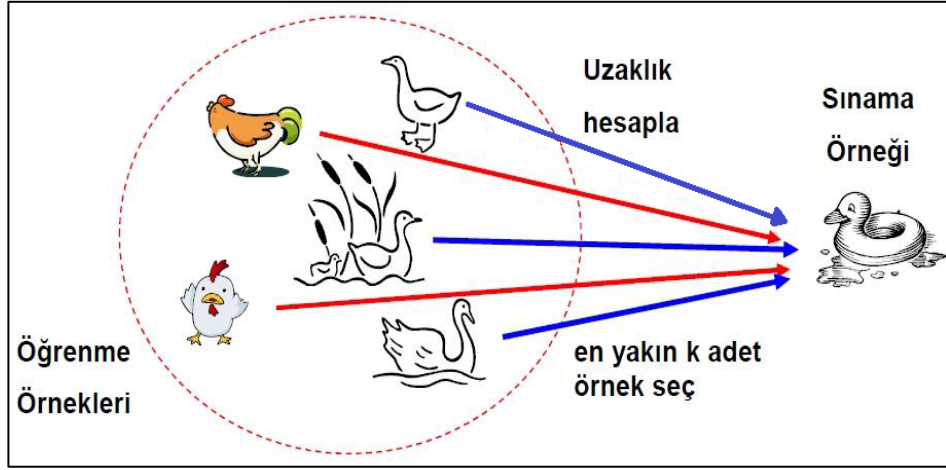 Uzaklık
hesapla
Sınama
Örneği
Öğrenme
Örnekleri
en yakın k adet
örnek seç